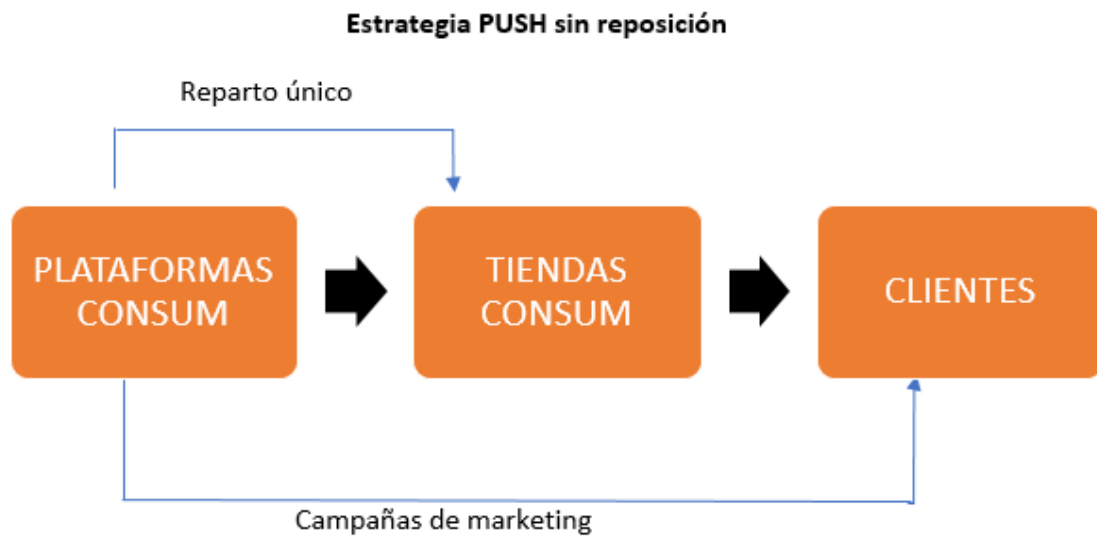 Estrategia PUSH sin reposición
Reparto único
PLATAFORMAS
CONSUM
TIENDAS
CONSUM
CLIENTES
Campañas de marketing